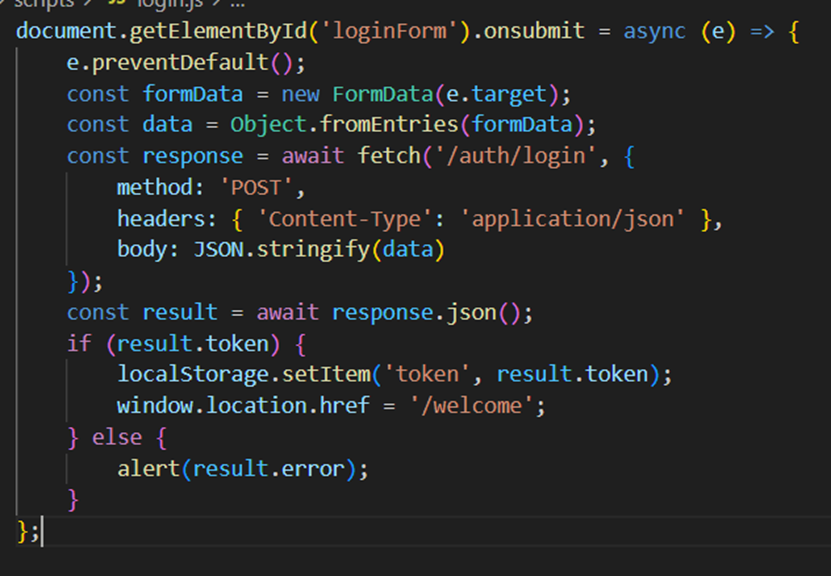 scripts > JS login.js > ...
document.getElementById('loginForm').onsubmit = async (e) => {
    e.preventDefault();
    const formData = new FormData(e.target);
    const data = Object.fromEntries(formData);
    const response = await fetch('/auth/login', {
        method: 'POST',
        headers: { 'Content-Type': 'application/json' },
        body: JSON.stringify(data)
    });
    const result = await response.json();
    if (result.token) {
        localStorage.setItem('token', result.token);
        window.location.href = '/welcome';
    } else {
        alert(result.error);
    }
};